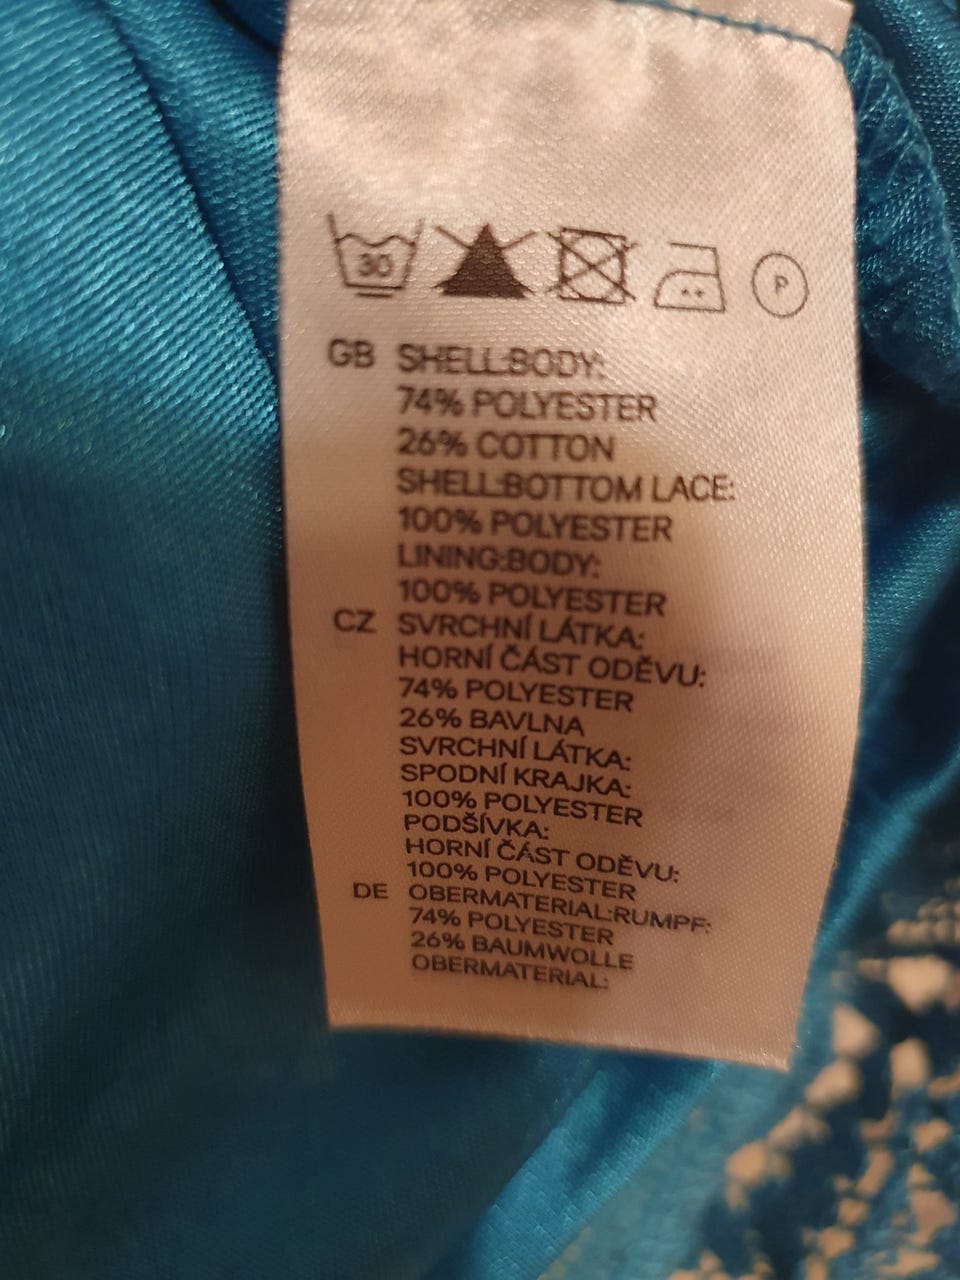 30 P
GB SHELL:BODY:
74% POLYESTER
26% COTTON
SHELL:BOTTOM LACE:
100% POLYESTER
LINING:BODY:
100% POLYESTER
CZ SVRCHNÍ LÁTKA:
HORNÍ ČÁST ODĚVU:
74% POLYESTER
26% BAVLNA
SVRCHNÍ LÁTKA:
SPODNÍ KRAJKA:
100% POLYESTER
PODŠÍVKA:
HORNÍ ČÁST ODĚVU:
100% POLYESTER
DE OBERMATERIAL:RUMPF:
74% POLYESTER
26% BAUMWOLLE
OBERMATERIAL: